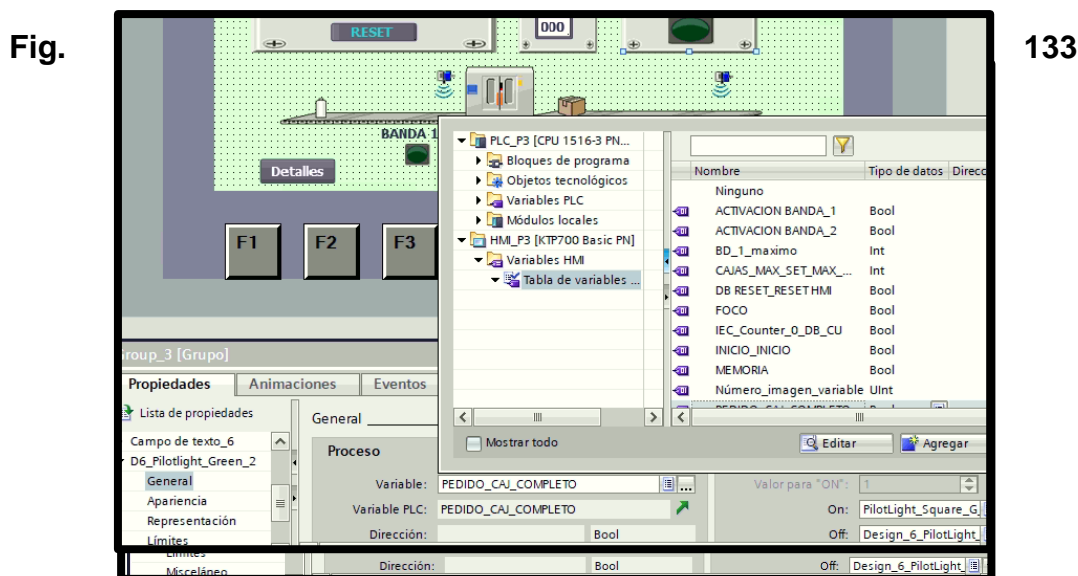 Fig. 133
RESET
000
BANDA 1
Detalles
F1 F2 F3
PLC_P3 [CPU 1516-3 PN...
Bloques de programa
Objetos tecnológicos
Variables PLC
Módulos locales
HMI_P3 [KTP700 Basic PN]
Variables HMI
Tabla de variables ...
Nombre Tipo de datos Direcc
Ninguno
ACTIVACION BANDA_1 Bool
ACTIVACION BANDA_2 Bool
BD_1_maximo Int
CAJAS_MAX_SET_MAX_... Int
DB RESET_RESETHMI Bool
FOCO Bool
IEC_Counter_0_DB_CU Bool
INICIO_INICIO Bool
MEMORIA Bool
Número_imagen_variable UInt
PEDIDO_CAJ_COMPLETO Bool
Mostrar todo
Editar Agregar
Group_3 [Grupo]
Propiedades Animaciones Eventos
Lista de propiedades
Campo de texto_6
D6_Pilotlight_Green_2
General
Apariencia
Representación
Límites
General
Proceso
Variable: PEDIDO_CAJ_COMPLETO ...
Variable PLC: PEDIDO_CAJ_COMPLETO
Dirección: Bool
Valor para "ON": 1
On: PilotLight_Square_G
Off: Design_6_PilotLight_
Límites
Misceláneo
Dirección: Bool
Off: Design_6_PilotLight_